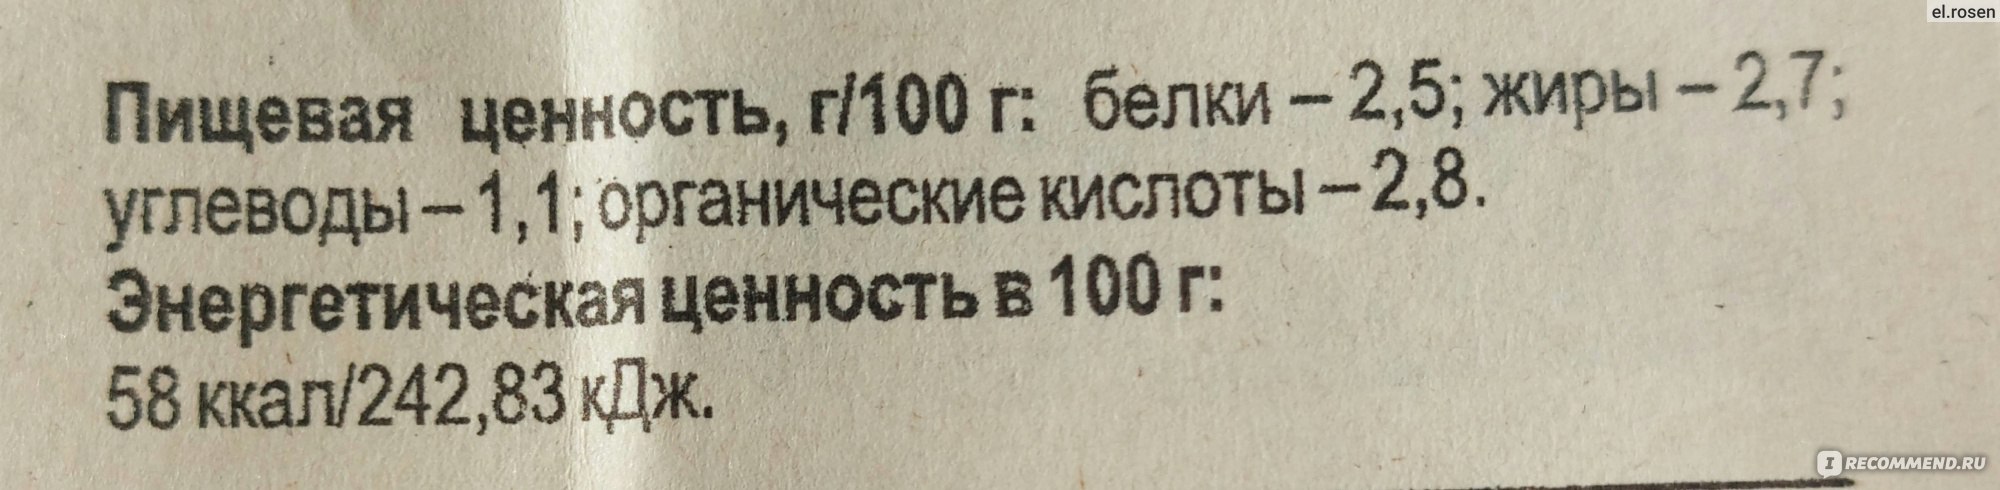 el.rosen
Пищевая ценность, г/100 г: белки – 2,5; жиры – 2,7;
углеводы – 1,1; органические кислоты – 2,8.
Энергетическая ценность в 100 г:
58 ккал/242,83 кДж.
I RECOMMEND.RU